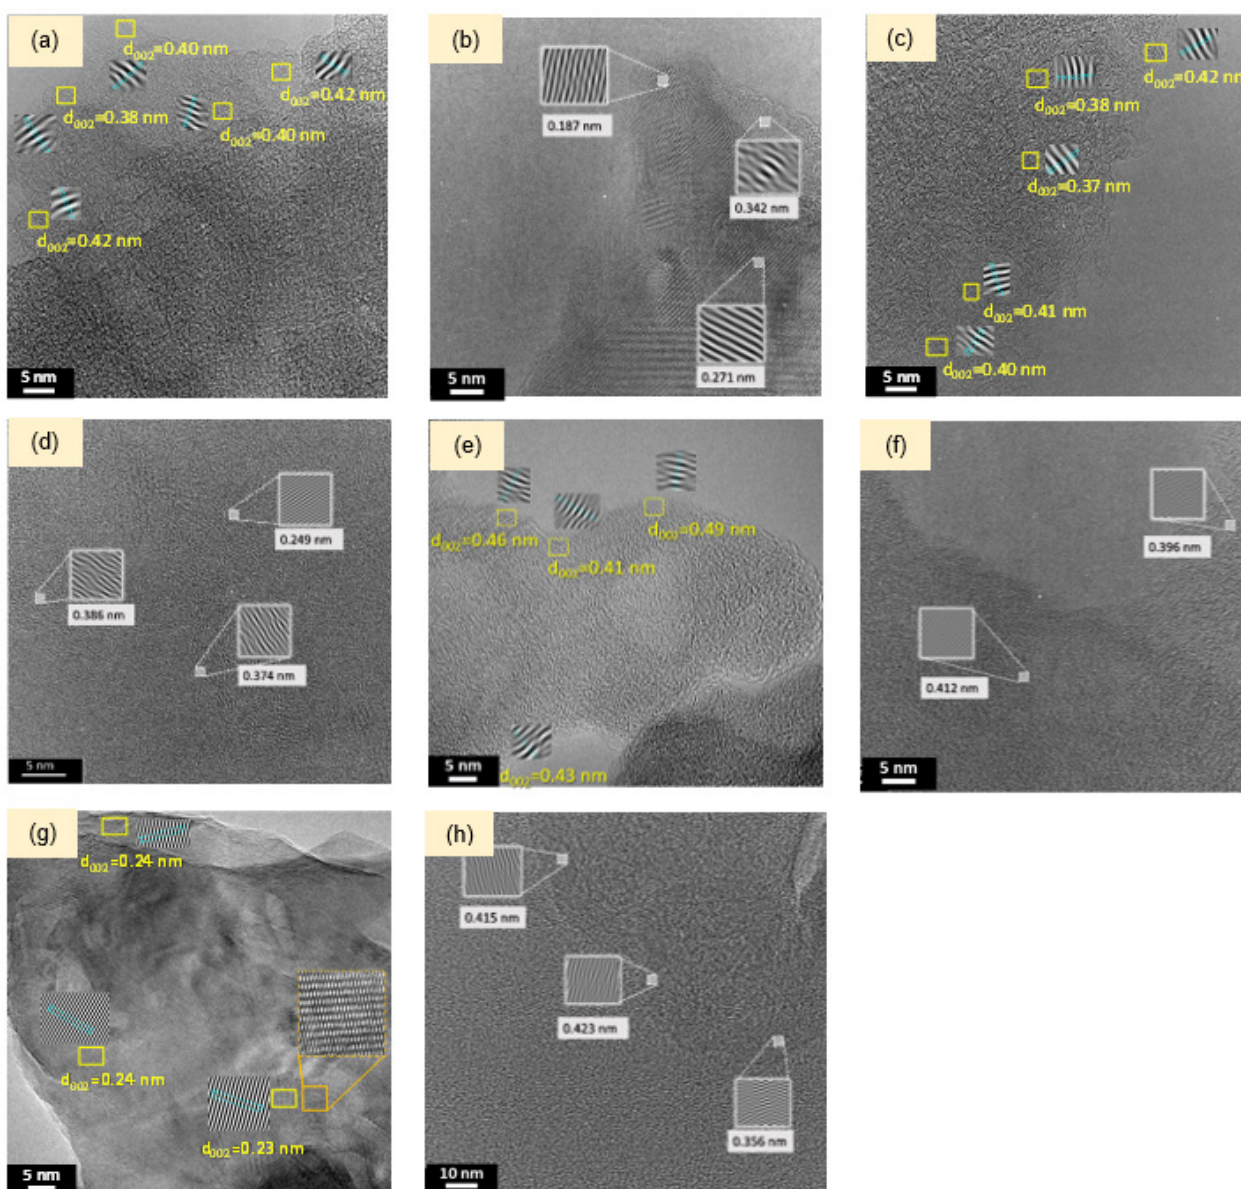 (a)
d002=0.40 nm
d002=0.42 nm
d002=0.38 nm
d002=0.40 nm
d002=0.42 nm
5 nm
(b)
0.187 nm
0.342 nm
0.271 nm
5 nm
(c)
d002=0.42 nm
d002=0.38 nm
d002=0.37 nm
d002=0.41 nm
d002=0.40 nm
5 nm
(d)
0.249 nm
0.386 nm
0.374 nm
5 nm
(e)
d002=0.46 nm
d002=0.49 nm
d002=0.41 nm
d002=0.43 nm
5 nm
(f)
0.396 nm
0.412 nm
5 nm
(g)
d002=0.24 nm
d002=0.24 nm
d002=0.23 nm
5 nm
(h)
0.415 nm
0.423 nm
0.356 nm
10 nm